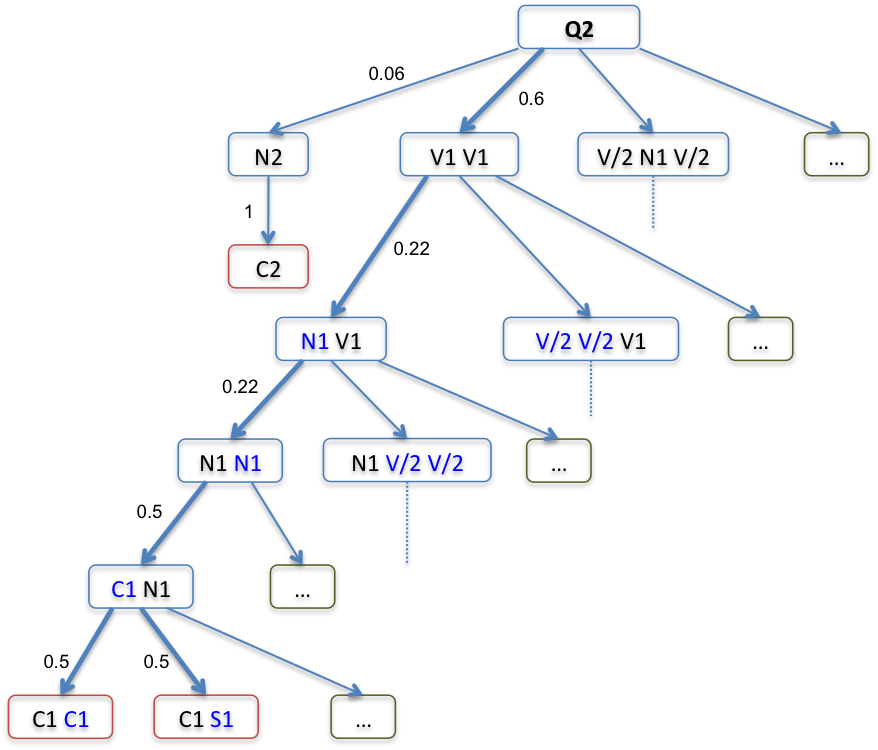 Q2
0.06
0.6
N2
V1 V1
V/2 N1 V/2
...
1
0.22
C2
N1 V1
V/2 V/2 V1
...
0.22
N1 N1
N1 V/2 V/2
...
0.5
C1 N1
...
0.5
0.5
C1 C1
C1 S1
...